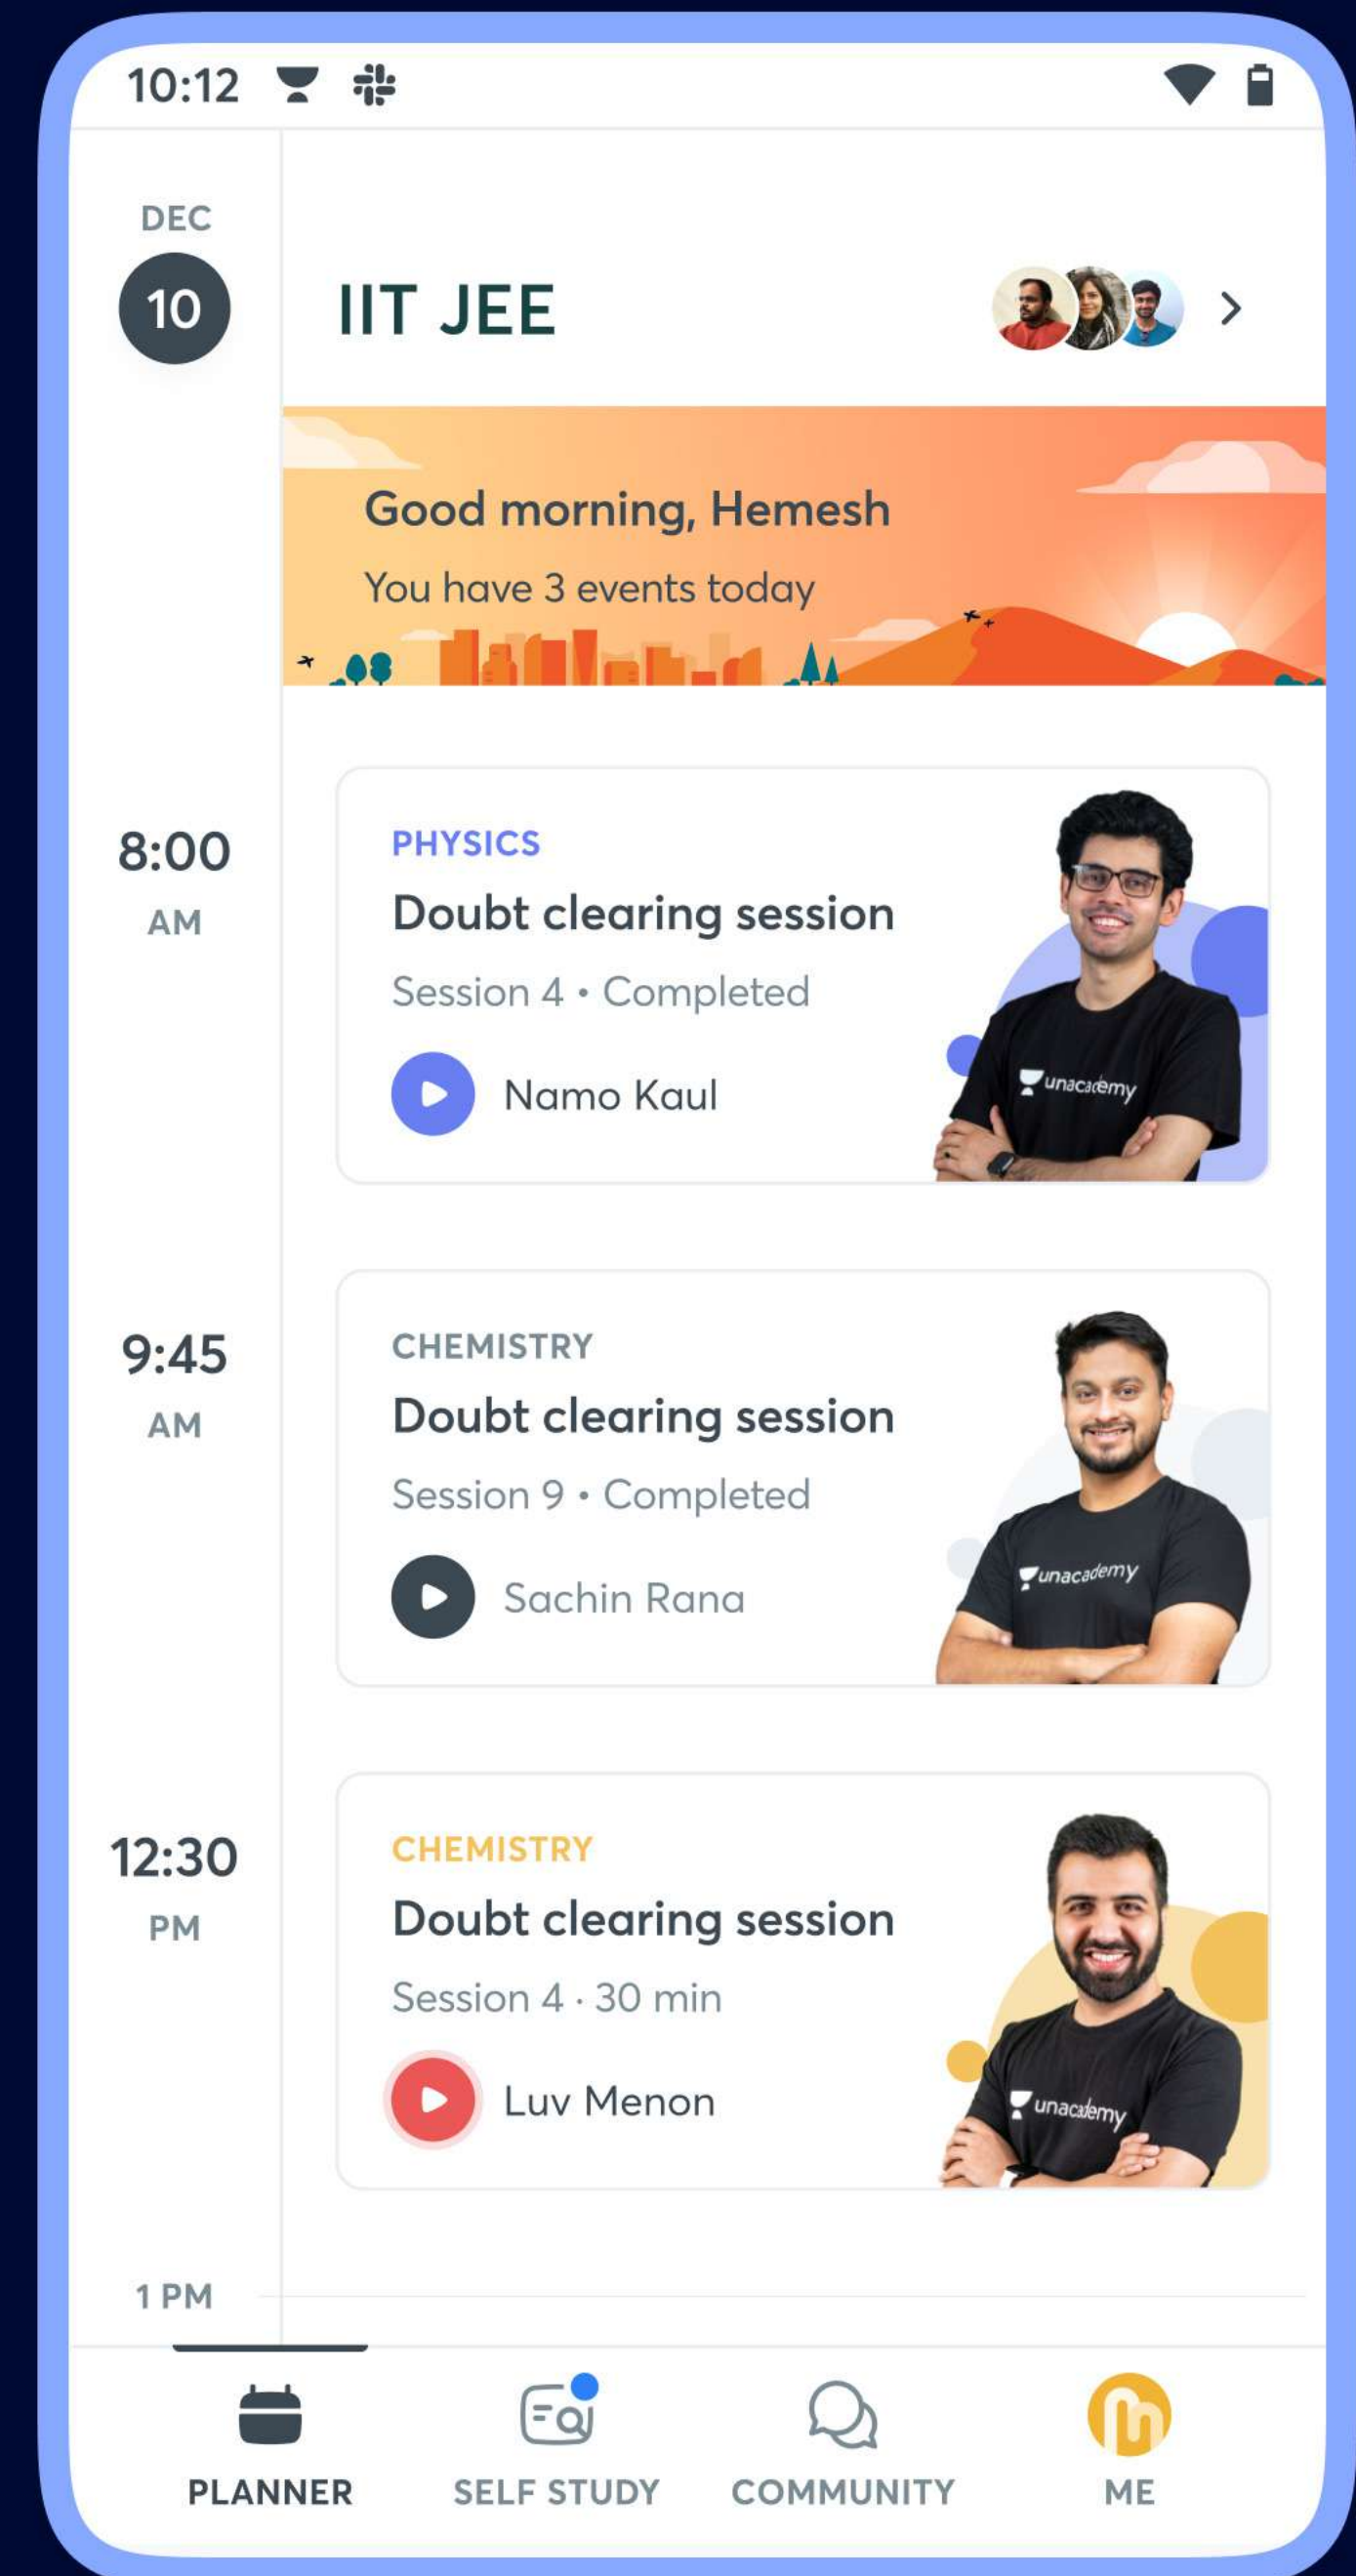 10:12
DEC
10
IIT JEE
Good morning, Hemesh
You have 3 events today
8:00
AM
PHYSICS
Doubt clearing session
Session 4 • Completed
Namo Kaul
unacademy
9:45
AM
CHEMISTRY
Doubt clearing session
Session 9 • Completed
Sachin Rana
unacademy
12:30
PM
CHEMISTRY
Doubt clearing session
Session 4 · 30 min
Luv Menon
unacademy
1 PM
PLANNER
SELF STUDY
COMMUNITY
ME